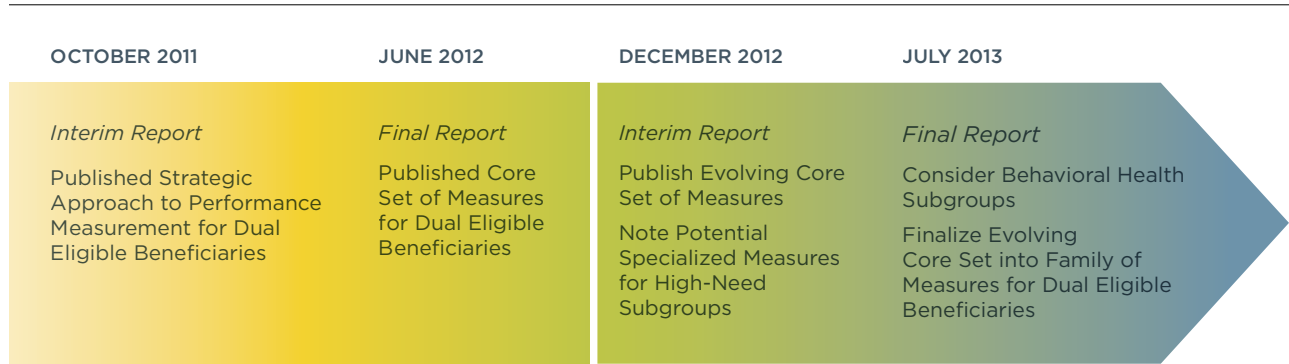 OCTOBER 2011
Interim Report
Published Strategic
Approach to Performance
Measurement for Dual
Eligible Beneficiaries
JUNE 2012
Final Report
Published Core
Set of Measures
for Dual Eligible
Beneficiaries
DECEMBER 2012
Interim Report
Publish Evolving Core
Set of Measures
Note Potential
Specialized Measures
for High-Need
Subgroups
JULY 2013
Final Report
Consider Behavioral Health
Subgroups
Finalize Evolving
Core Set into Family of
Measures for Dual Eligible
Beneficiaries